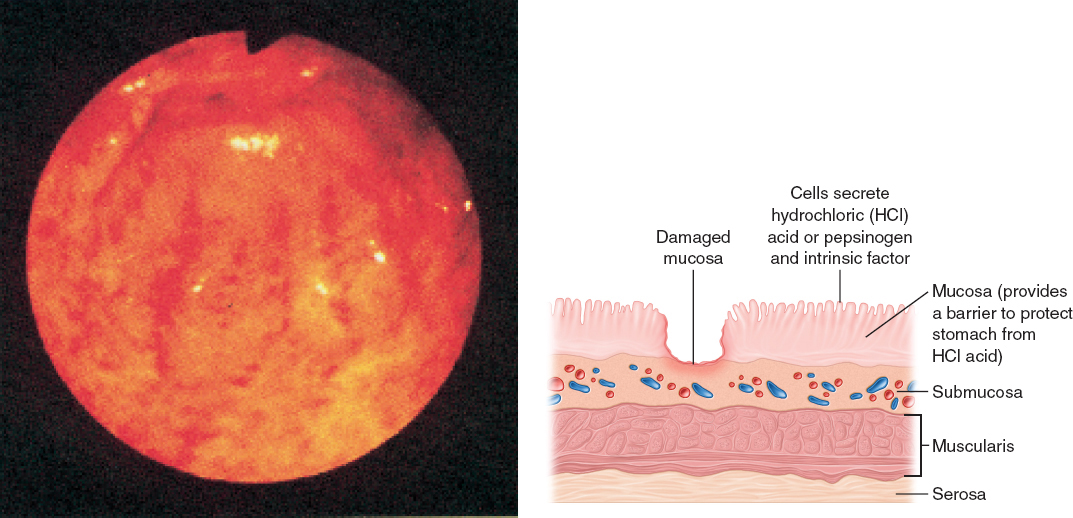 Cells secrete
hydrochloric (HCl)
acid or pepsinogen
and intrinsic factor
Damaged
mucosa
Mucosa (provides
a barrier to protect
stomach from
HCl acid)
Submucosa
Muscularis
Serosa